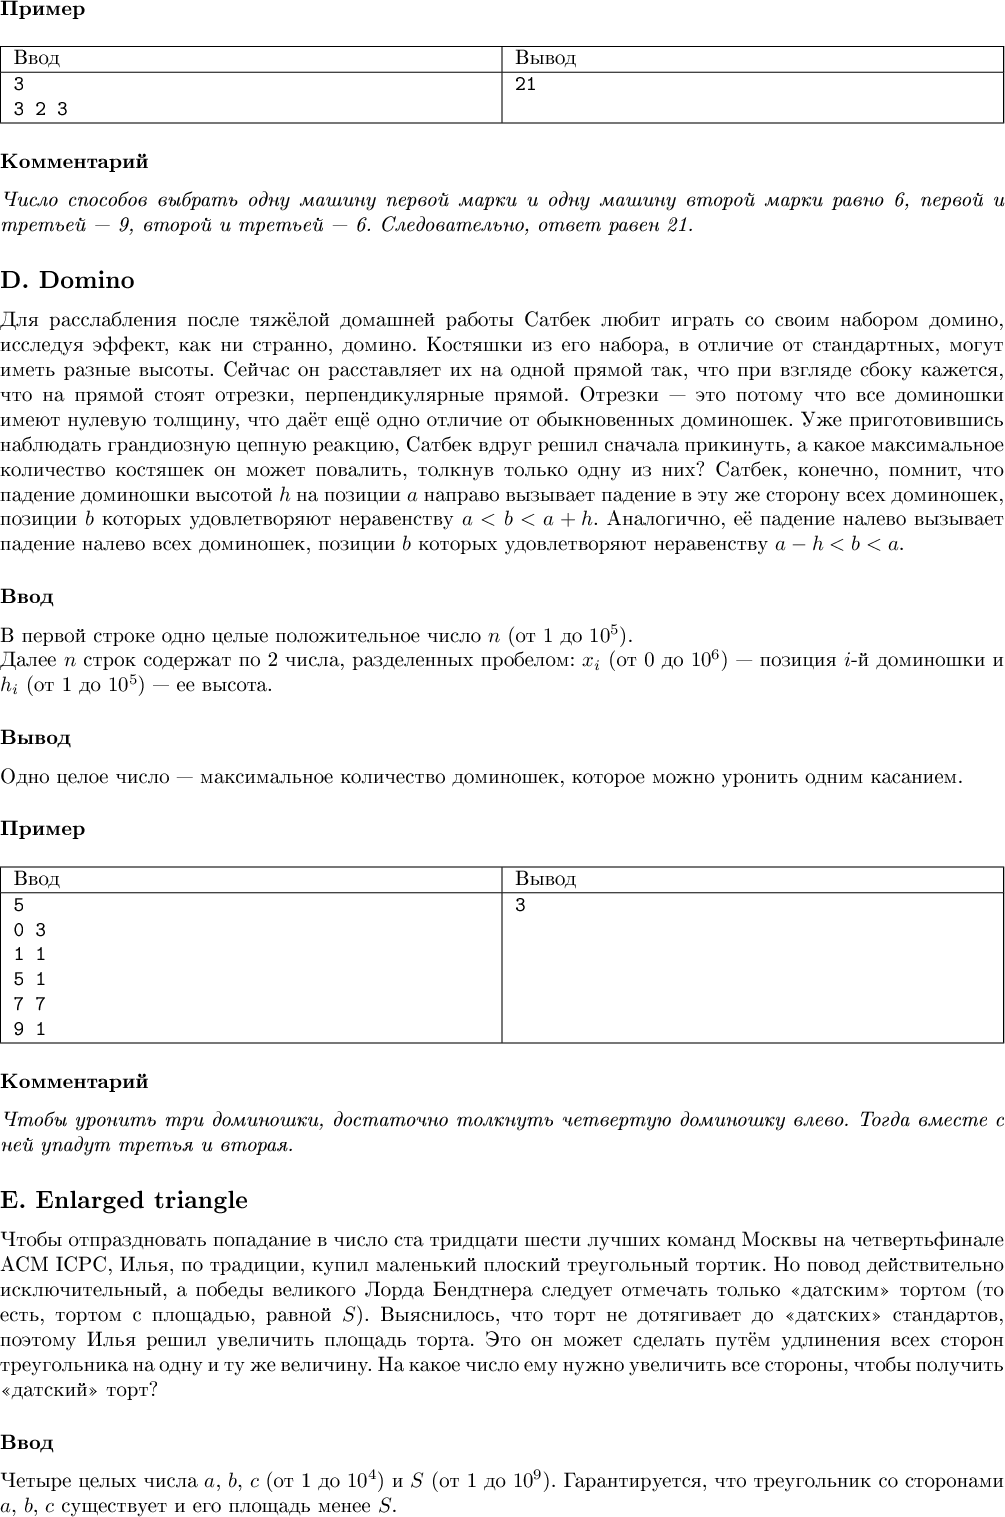 Пример
Ввод Вывод
3 21
3 2 3
Комментарий
Число способов выбрать одну машину первой марки и одну машину второй марки равно 6, первой и
третьей — 9, второй и третьей — 6. Следовательно, ответ равен 21.
D. Domino
Для расслабления после тяжёлой домашней работы Сатбек любит играть со своим набором домино,
исследуя эффект, как ни странно, домино. Костяшки из его набора, в отличие от стандартных, могут
иметь разные высоты. Сейчас он расставляет их на одной прямой так, что при взгляде сбоку кажется,
что на прямой стоят отрезки, перпендикулярные прямой. Отрезки — это потому что все доминошки
имеют нулевую толщину, что даёт ещё одно отличие от обыкновенных доминошек. Уже приготовившись
наблюдать грандиозную цепную реакцию, Сатбек вдруг решил сначала прикинуть, а какое максимальное
количество костяшек он может повалить, толкнув только одну из них? Сатбек, конечно, помнит, что
падение доминошки высотой h на позиции a направо вызывает падение в эту же сторону всех доминошек,
позиции b которых удовлетворяют неравенству a < b < a + h. Аналогично, её падение налево вызывает
падение налево всех доминошек, позиции b которых удовлетворяют неравенству a − h < b < a.
Ввод
В первой строке одно целые положительное число n (от 1 до 10^5).
Далее n строк содержат по 2 числа, разделенных пробелом: x_i (от 0 до 10^6) — позиция i-й доминошки и
h_i (от 1 до 10^5) — ее высота.
Вывод
Одно целое число — максимальное количество доминошек, которое можно уронить одним касанием.
Пример
Ввод Вывод
5 3
0 3
1 1
5 1
7 7
9 1
Комментарий
Чтобы уронить три доминошки, достаточно толкнуть четвертую доминошку влево. Тогда вместе с
ней упадут третья и вторая.
E. Enlarged triangle
Чтобы отпраздновать попадание в число ста тридцати шести лучших команд Москвы на четвертьфинале
ACM ICPC, Илья, по традиции, купил маленький плоский треугольный тортик. Но повод действительно
исключительный, а победы великого Лорда Бендтнера следует отмечать только «датским» тортом (то
есть, тортом с площадью, равной S). Выяснилось, что торт не дотягивает до «датских» стандартов,
поэтому Илья решил увеличить площадь торта. Это он может сделать путём удлинения всех сторон
треугольника на одну и ту же величину. На какое число ему нужно увеличить все стороны, чтобы получить
«датский» торт?
Ввод
Четыре целых числа a, b, c (от 1 до 10^4) и S (от 1 до 10^9). Гарантируется, что треугольник со сторонами
a, b, c существует и его площадь менее S.